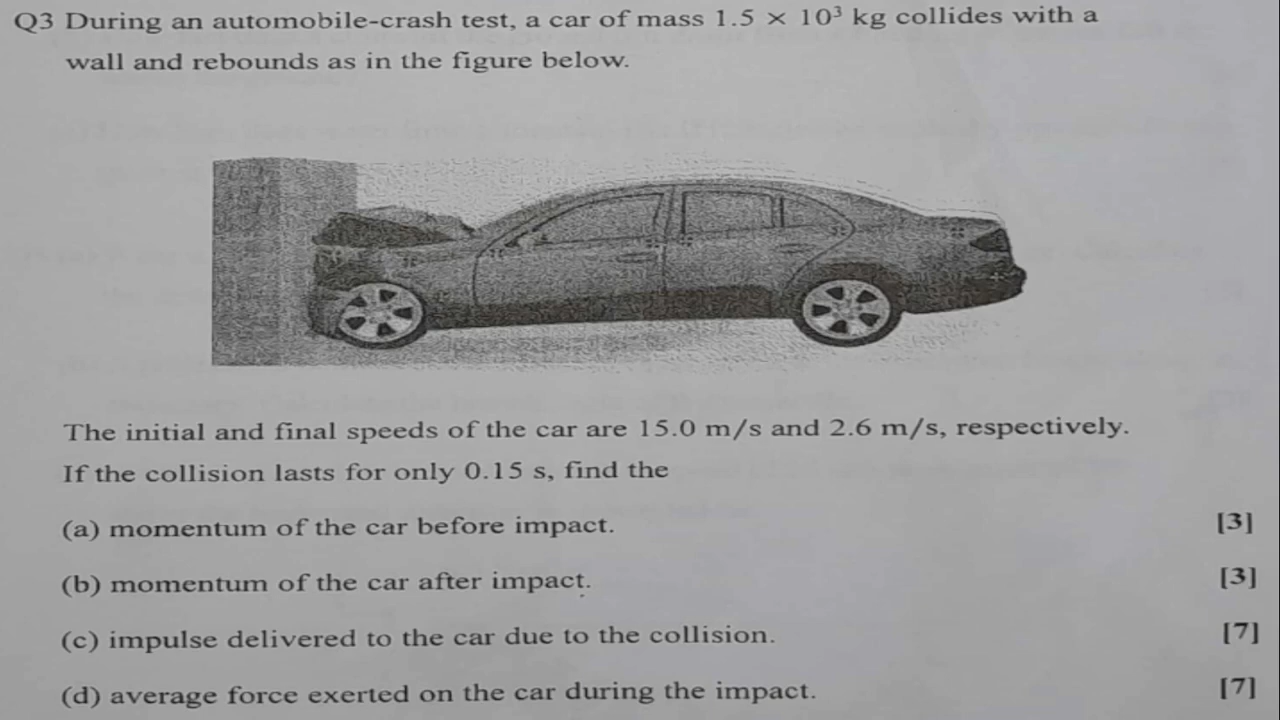 Q3 During an automobile-crash test, a car of mass 1.5 × 10³ kg collides with a
wall and rebounds as in the figure below.
The initial and final speeds of the car are 15.0 m/s and 2.6 m/s, respectively.
If the collision lasts for only 0.15 s, find the
(a) momentum of the car before impact. [3]
(b) momentum of the car after impact. [3]
(c) impulse delivered to the car due to the collision. [7]
(d) average force exerted on the car during the impact. [7]